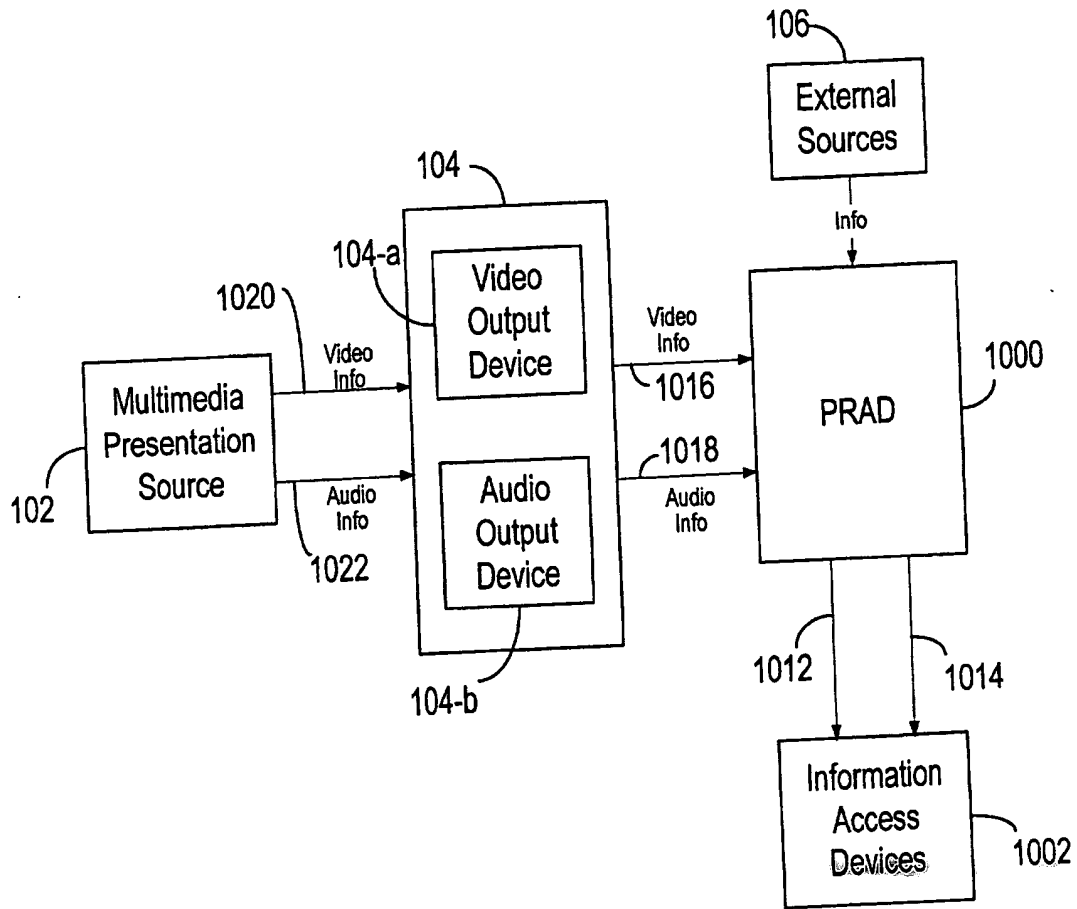 106
External
Sources
Info
104
104-a
Video
Output
Device
1020
Video
Info
Video
Info
1016
1000
Multimedia
Presentation
Source
PRAD
102
Audio
Info
1022
Audio
Output
Device
1018
Audio
Info
104-b
1012
1014
Information
Access
Devices
1002